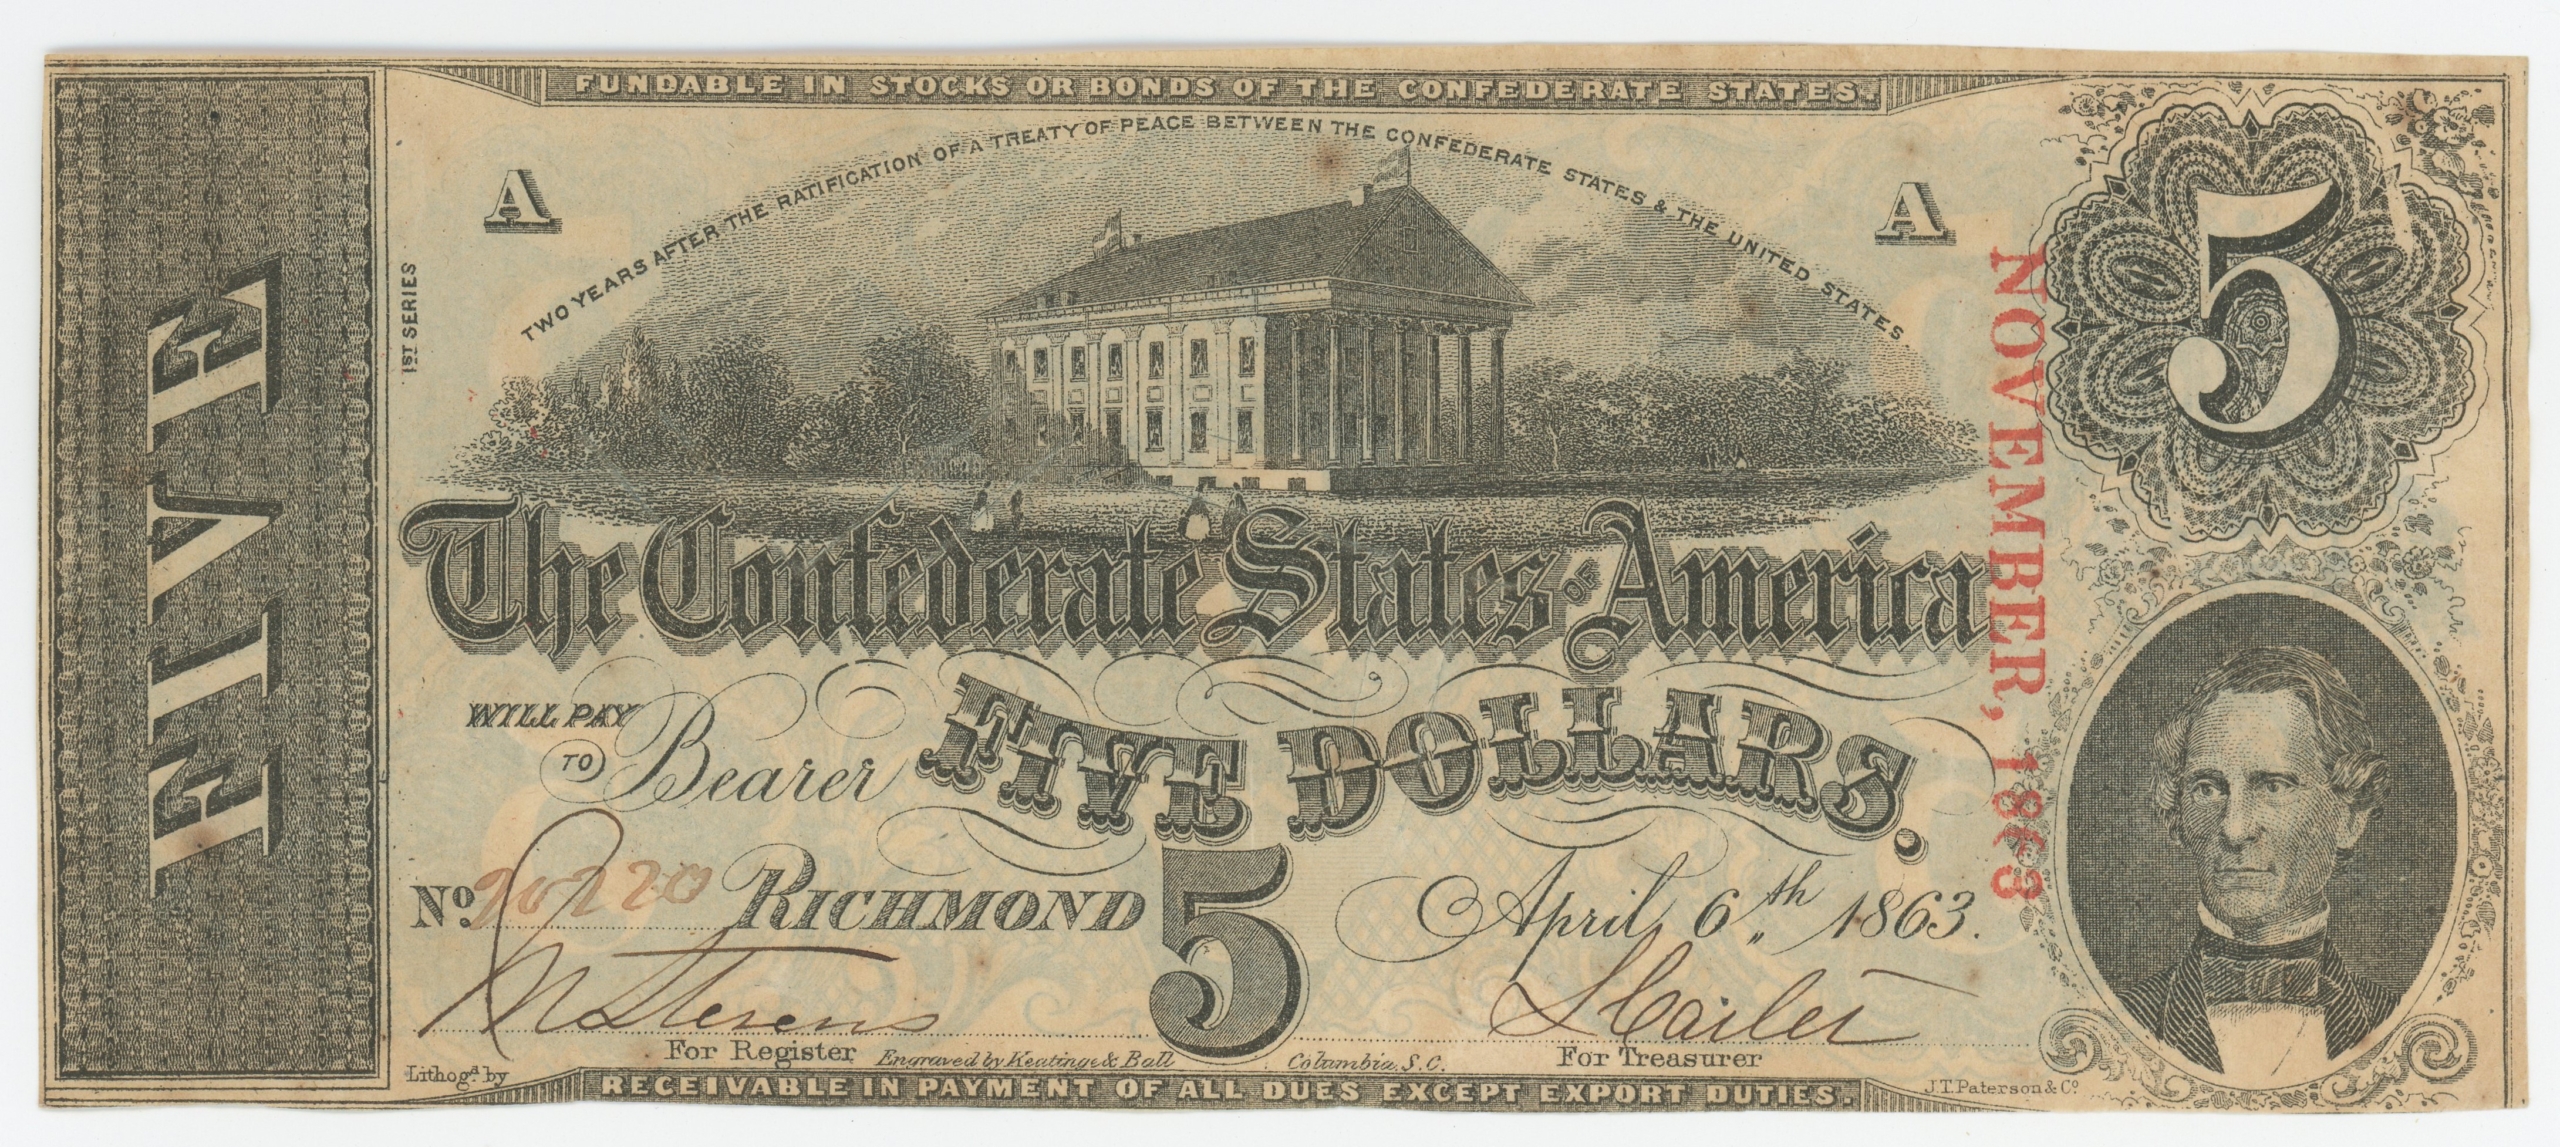 FUNDABLE IN STOCKS OR BONDS OF THE CONFEDERATE STATES.
TWO YEARS AFTER THE RATIFICATION OF A TREATY OF PEACE BETWEEN THE CONFEDERATE STATES & THE UNITED STATES
A
A
1ST SERIES
FIVE
5
NOVEMBER, 1863
The Confederate States OF America
WILL PAY
TO Bearer
FIVE DOLLARS.
No. 20220 RICHMOND
5
April, 6th 1863.
For Register
For Treasurer
Engraved by Keatinge & Ball
Columbia, S.C.
Lithogd by
J.T. Paterson & Co
RECEIVABLE IN PAYMENT OF ALL DUES EXCEPT EXPORT DUTIES.